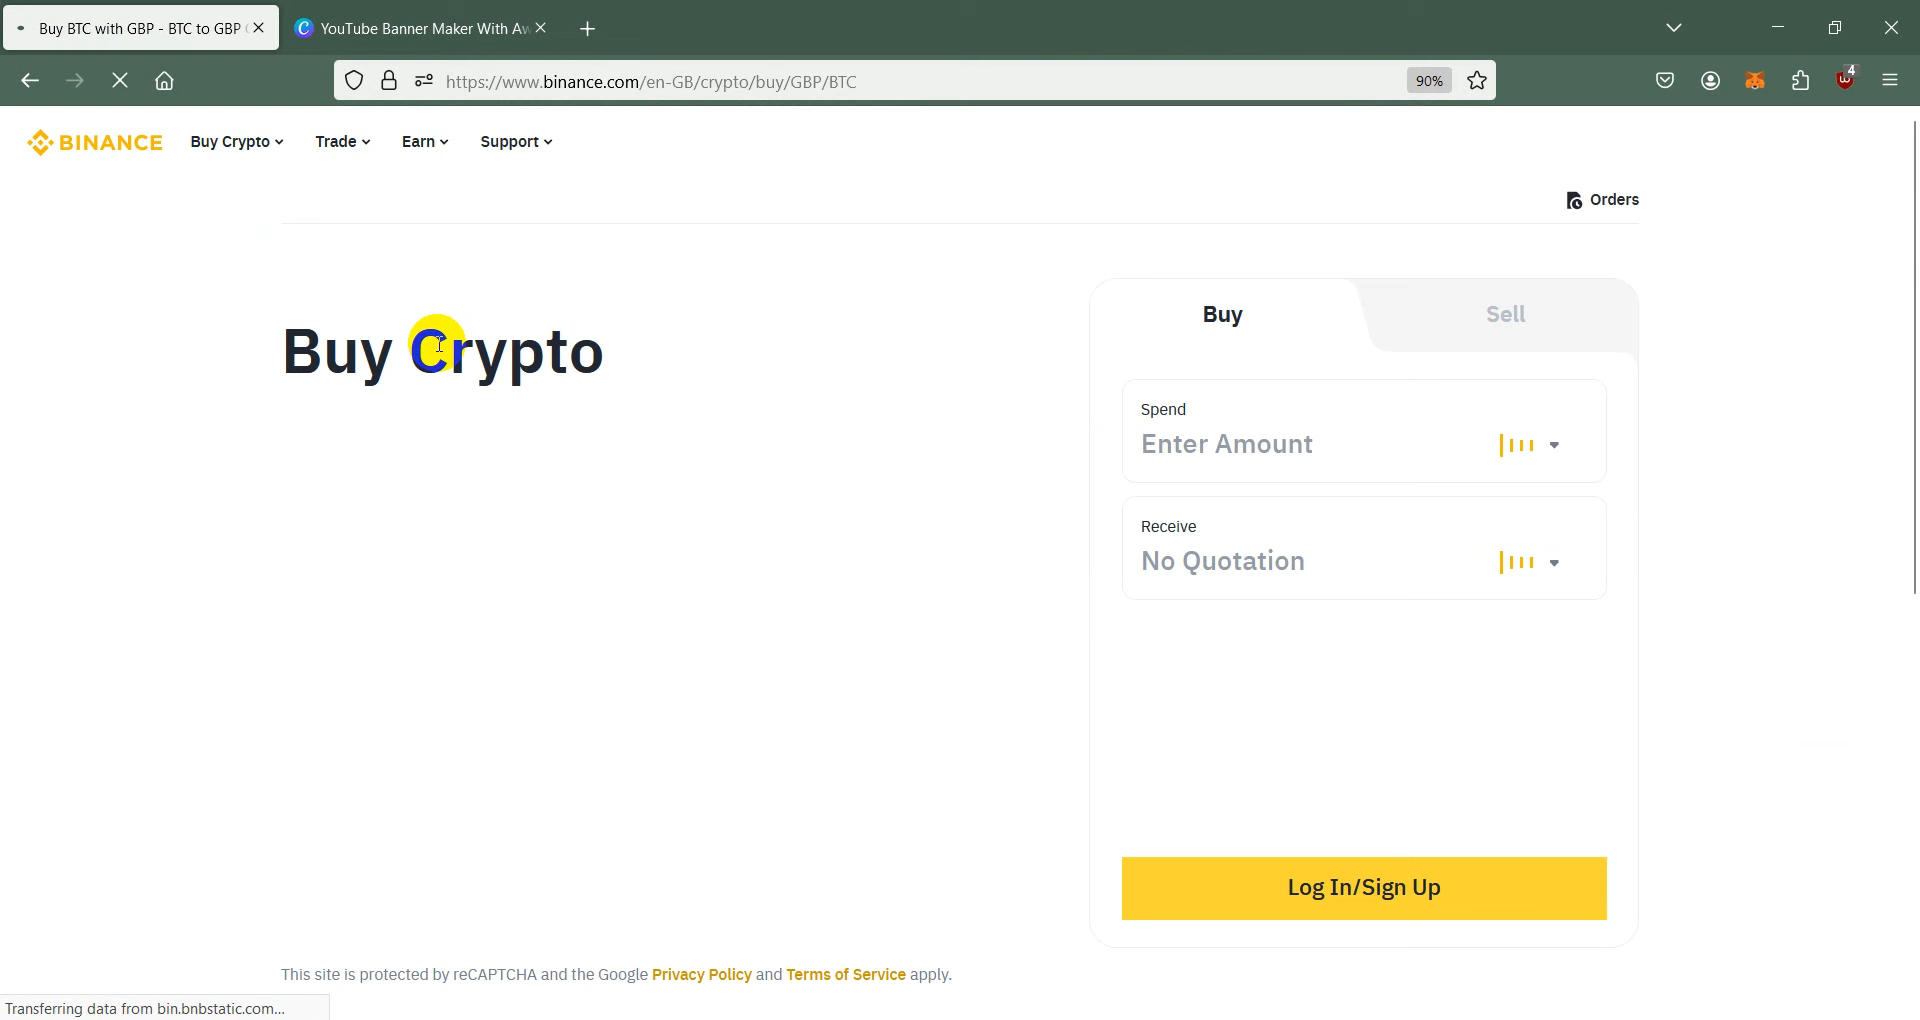 Buy BTC with GBP - BTC to GBP
YouTube Banner Maker With Aw
https://www.binance.com/en-GB/crypto/buy/GBP/BTC
90%
4
BINANCE
Buy Crypto
Trade
Earn
Support
Orders
Buy Crypto
Buy
Sell
Spend
Enter Amount
Receive
No Quotation
Log In/Sign Up
This site is protected by reCAPTCHA and the Google Privacy Policy and Terms of Service apply.
Transferring data from bin.bnbstatic.com...